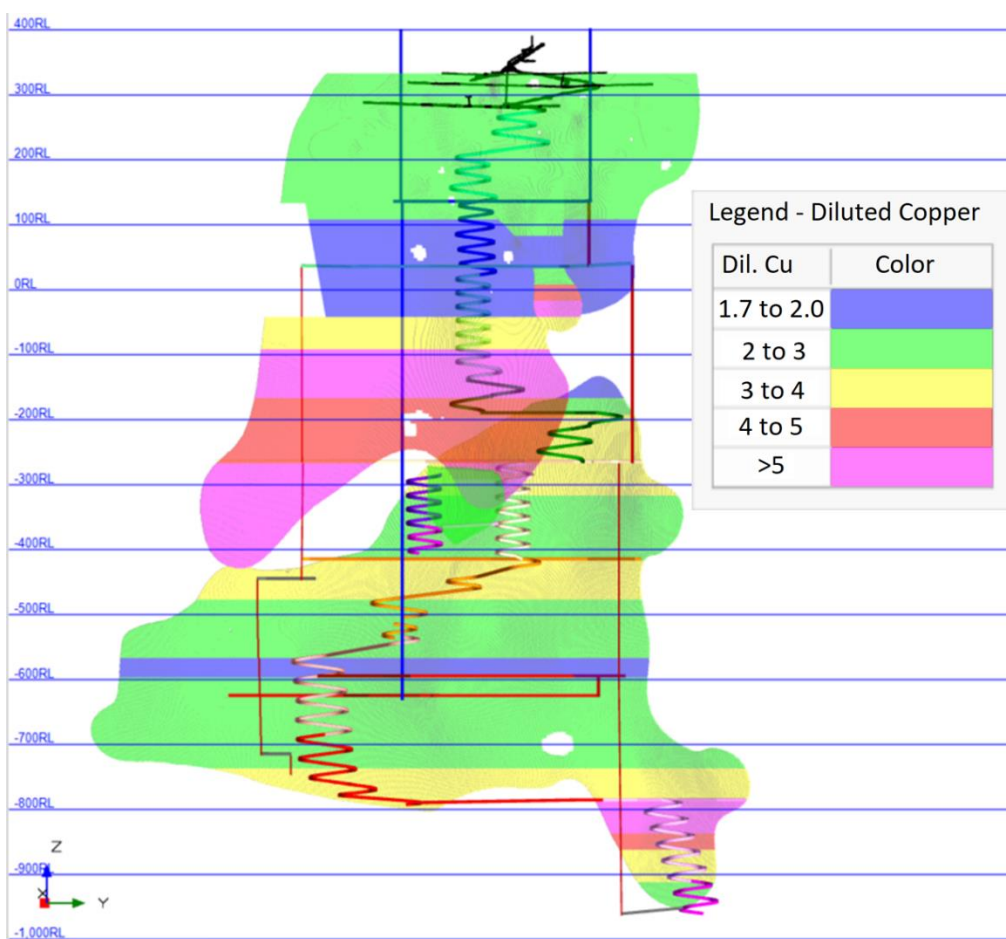 400RL
300RL
200RL
100RL
0RL
-100RL
-200RL
-300RL
-400RL
-500RL
-600RL
-700RL
-800RL
-900RL
-1,000RL
Legend - Diluted Copper
Dil. Cu Color
1.7 to 2.0
2 to 3
3 to 4
4 to 5
>5
Z
X
Y